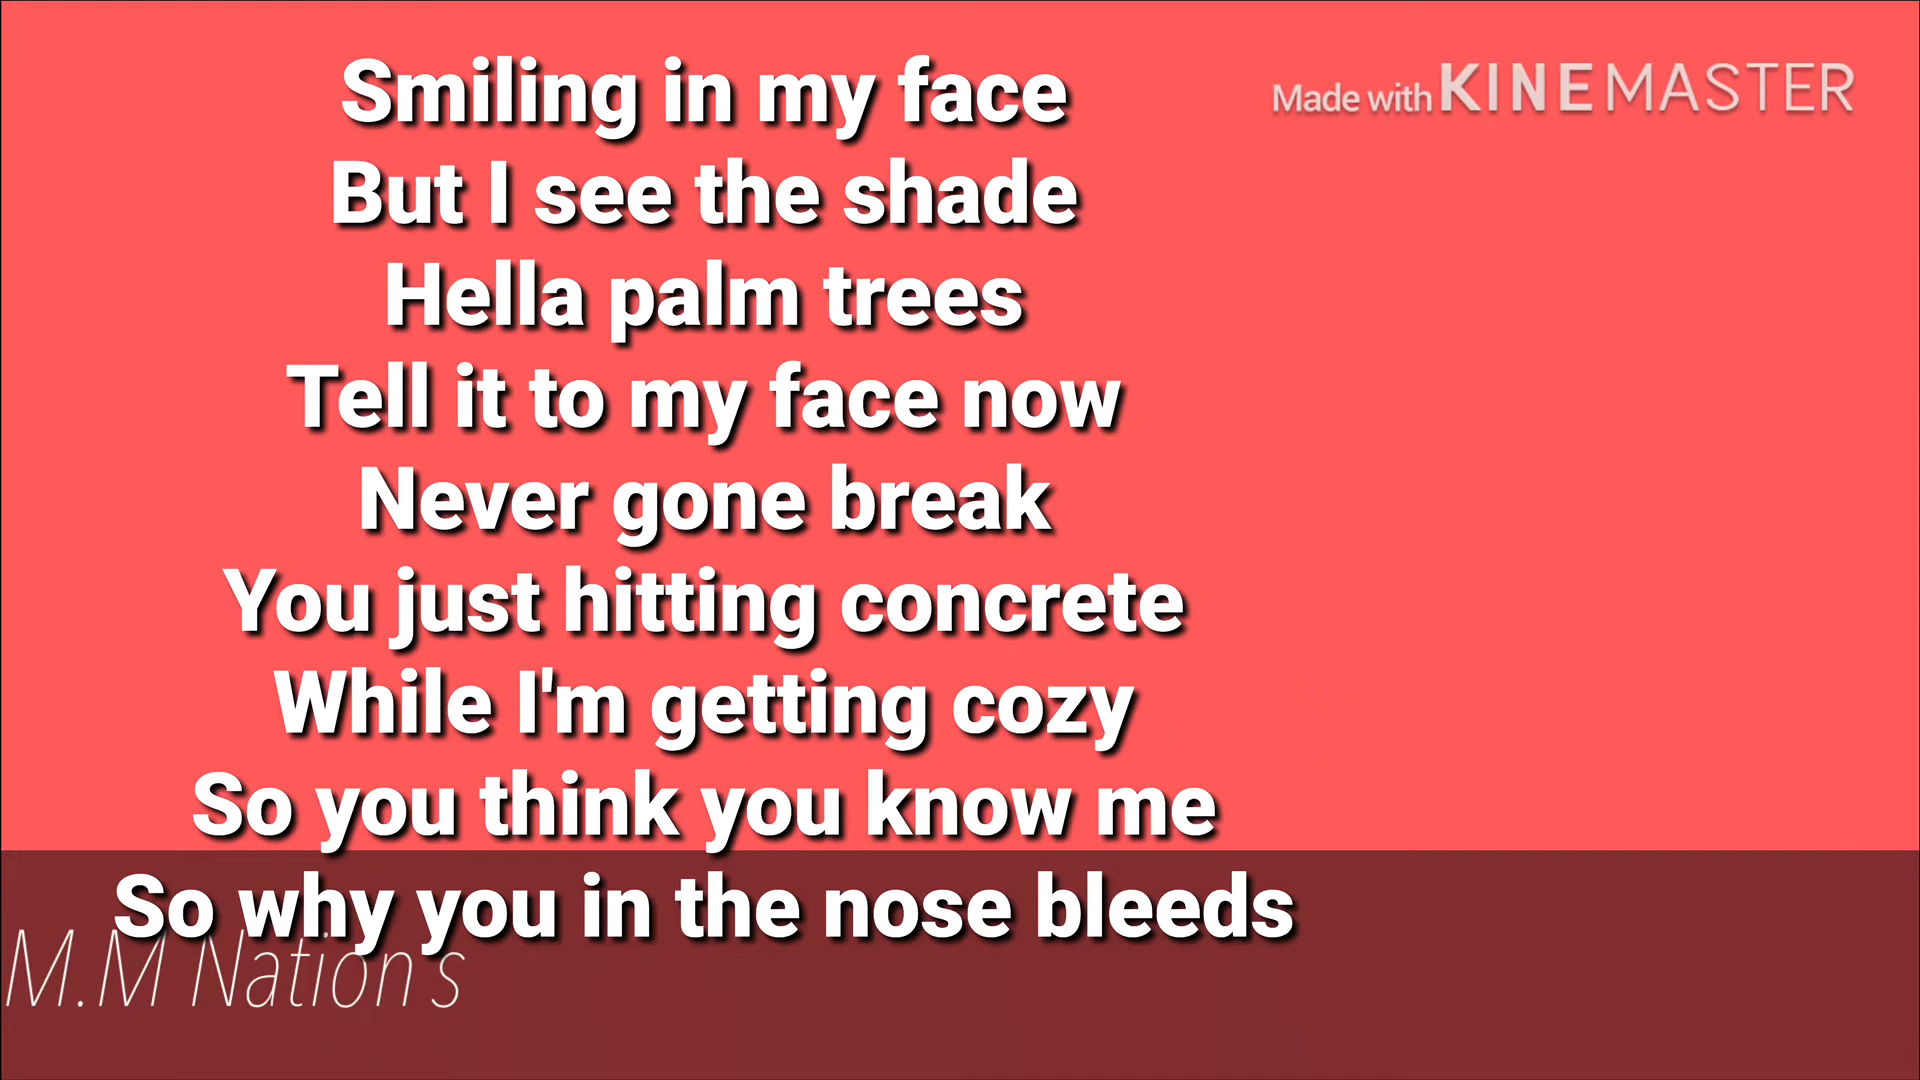 Smiling in my face
Made with KINEMASTER
But I see the shade
Hella palm trees
Tell it to my face now
Never gone break
You just hitting concrete
While I'm getting cozy
So you think you know me
So why you in the nose bleeds
M.M Nation s